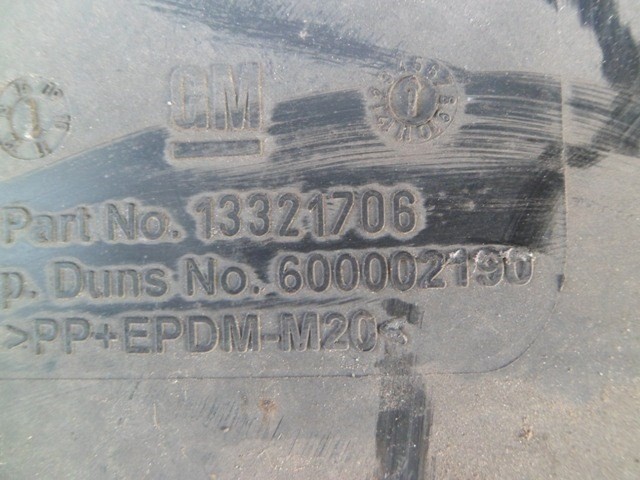 GM
Part No. 13321706
p. Duns No. 600002190
>PP+EPDM-M20<